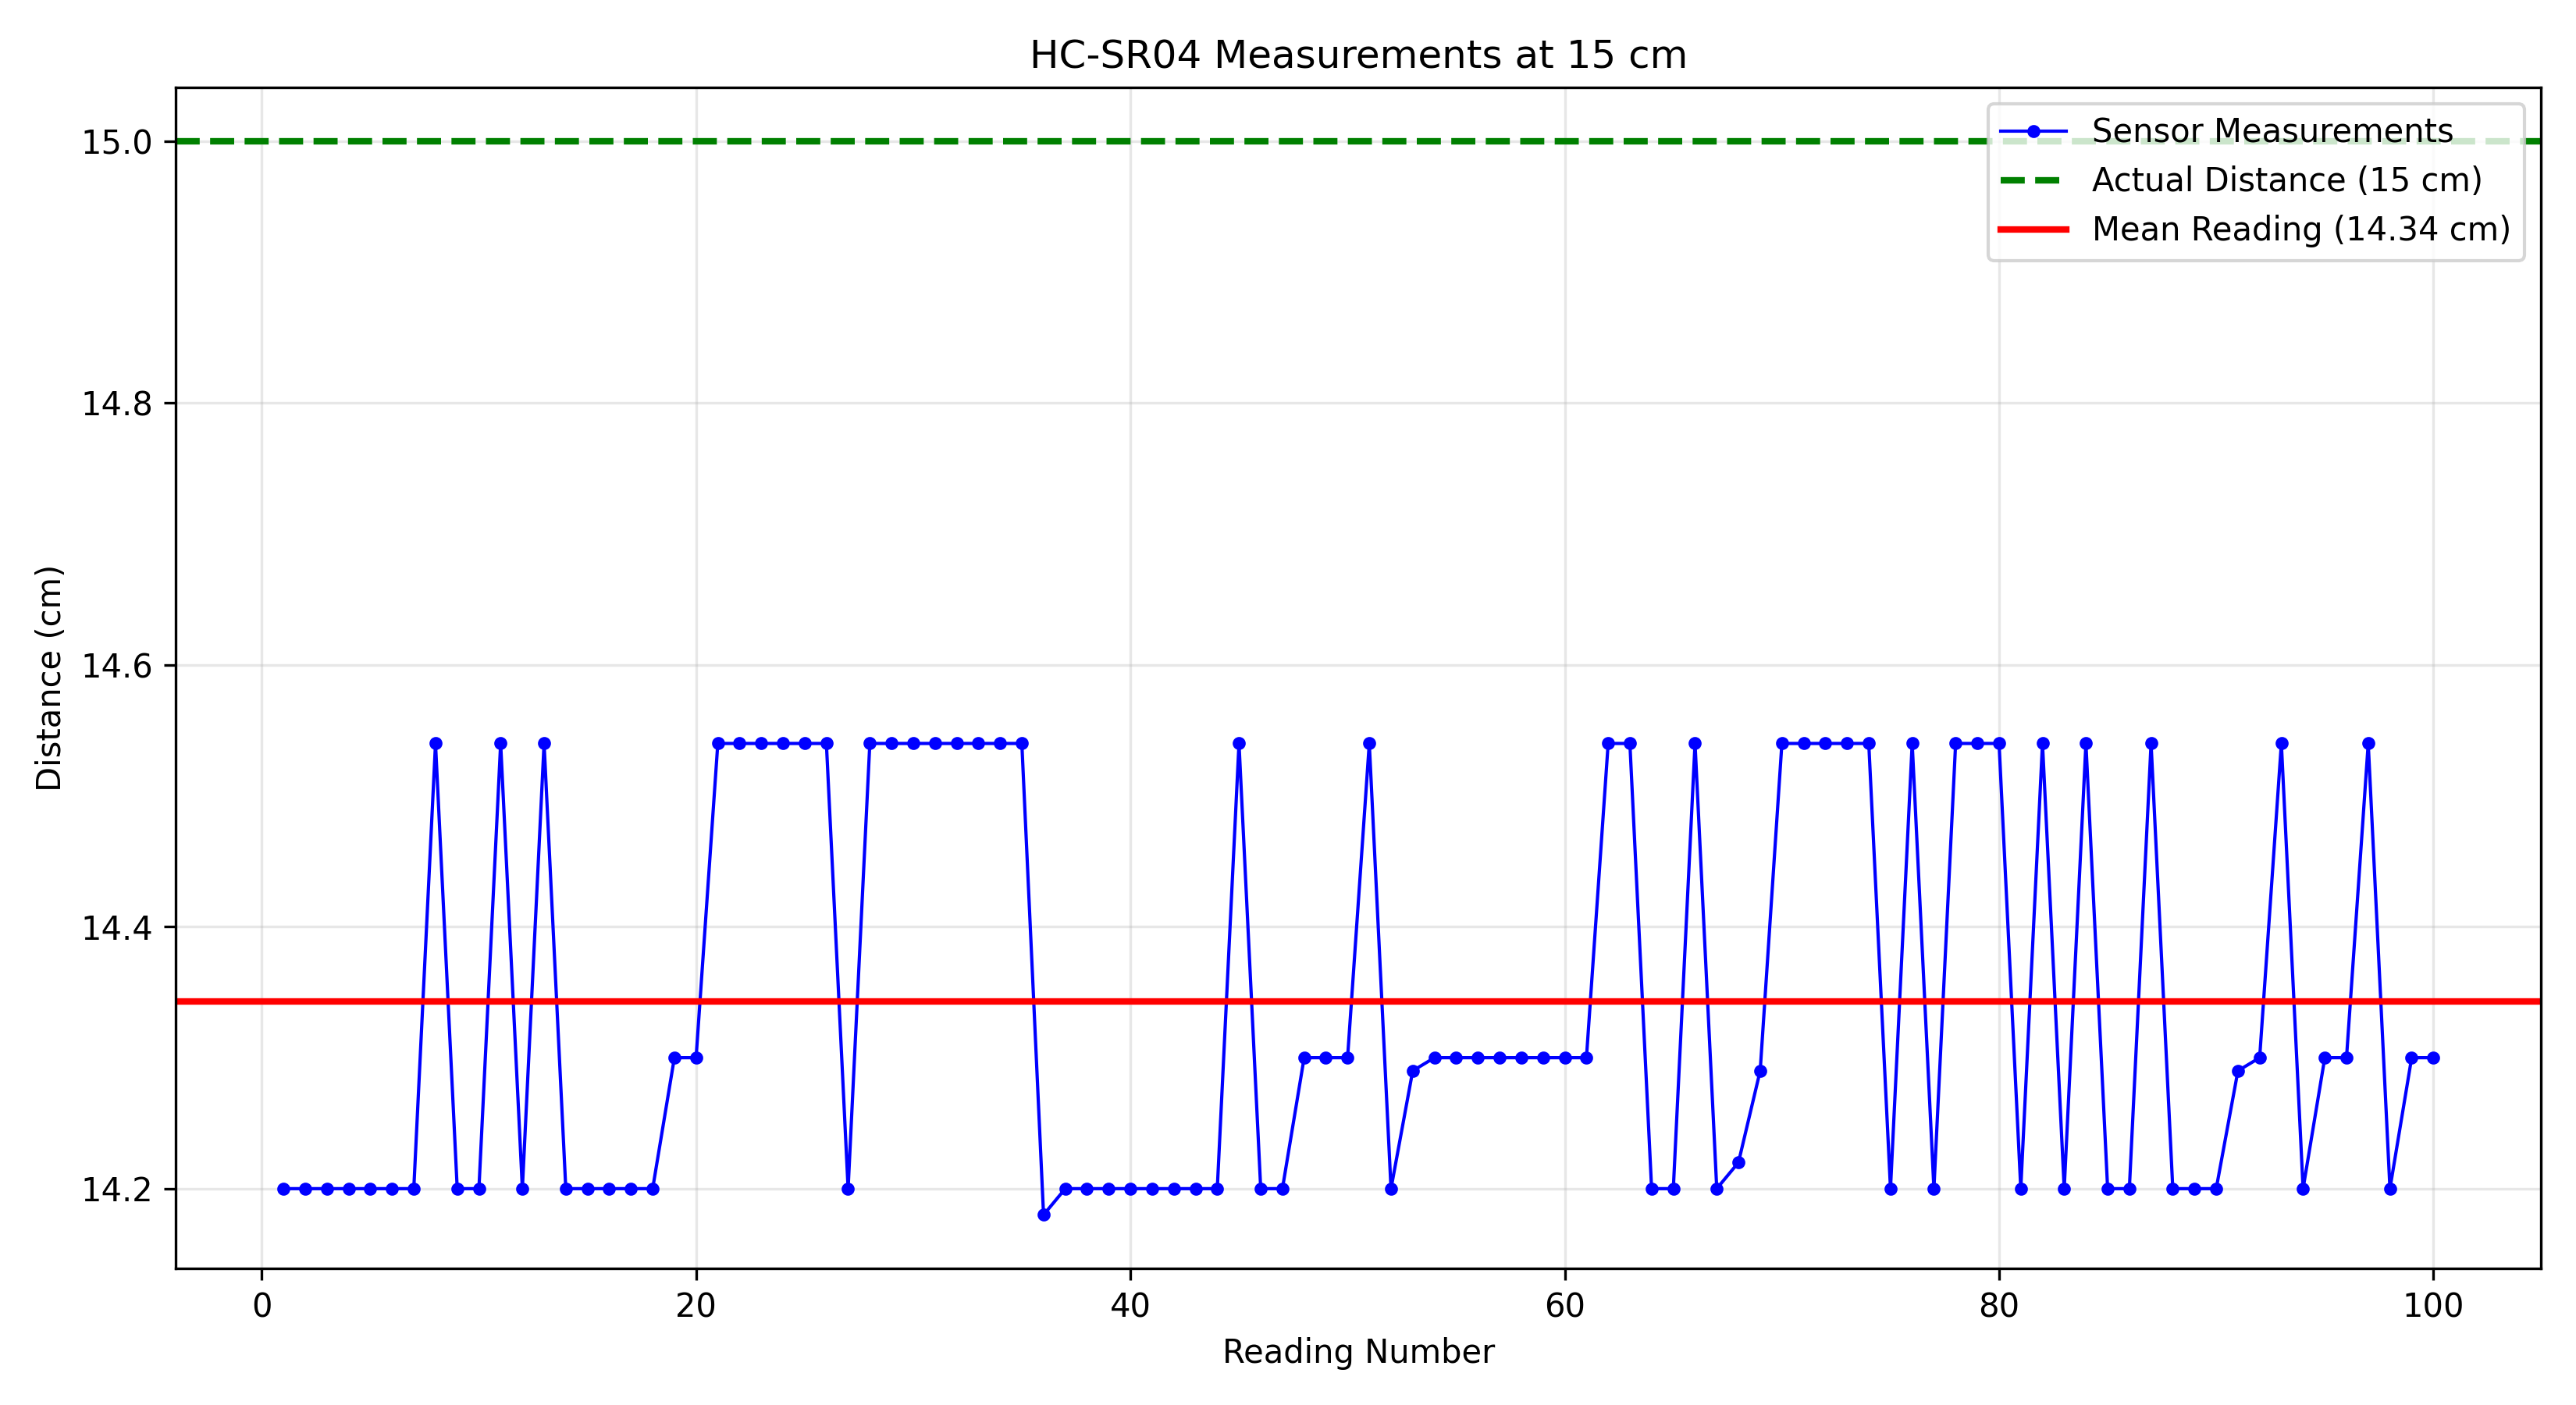 HC-SR04 Measurements at 15 cm
Sensor Measurements
Actual Distance (15 cm)
Mean Reading (14.34 cm)
Distance (cm)
15.0
14.8
14.6
14.4
14.2
0 20 40 60 80 100
Reading Number